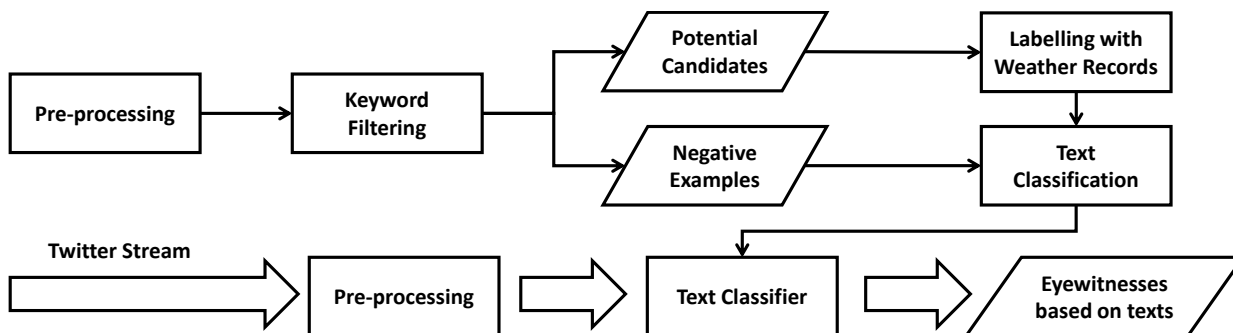 Pre-processing
Keyword
Filtering
Potential
Candidates
Labelling with
Weather Records
Negative
Examples
Text
Classification
Twitter Stream
Pre-processing
Text Classifier
Eyewitnesses
based on texts